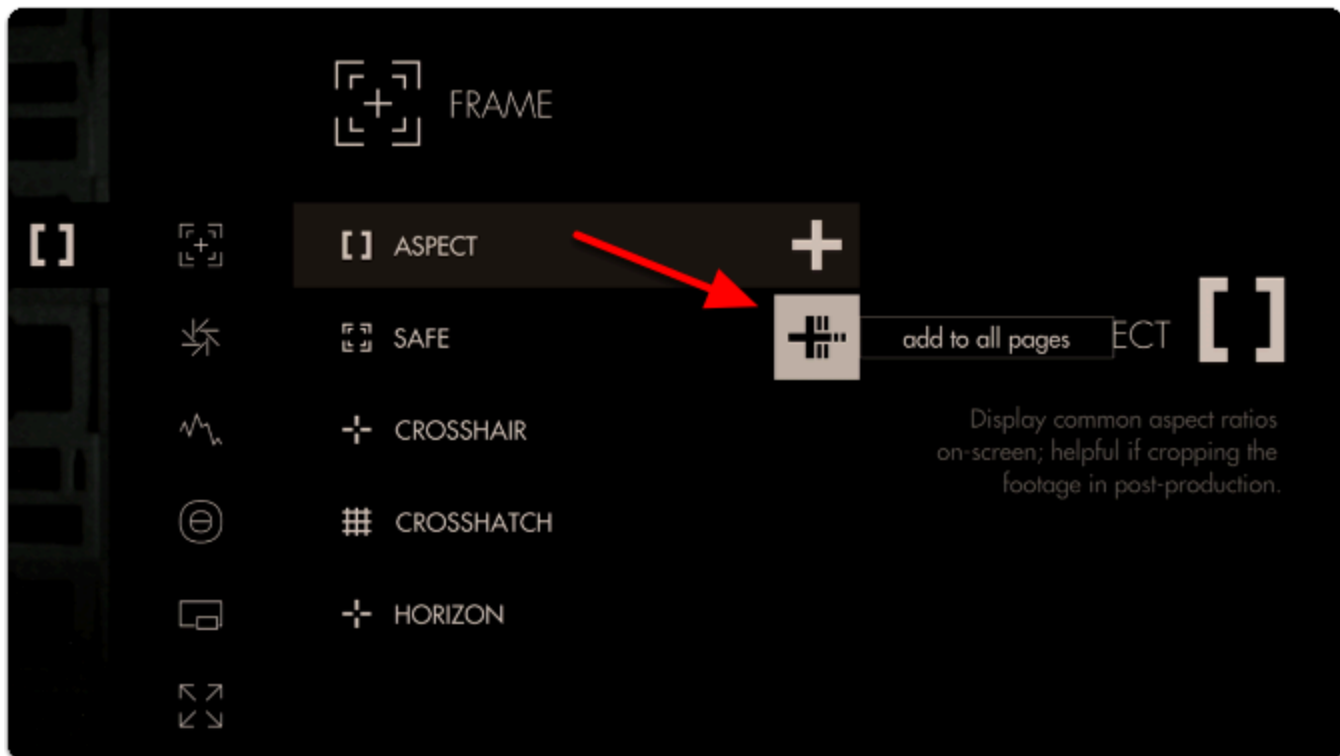 FRAME
ASPECT
SAFE
add to all pages
ECT
CROSSHAIR
Display common aspect ratios
on-screen; helpful if cropping the
footage in post-production.
CROSSHATCH
HORIZON